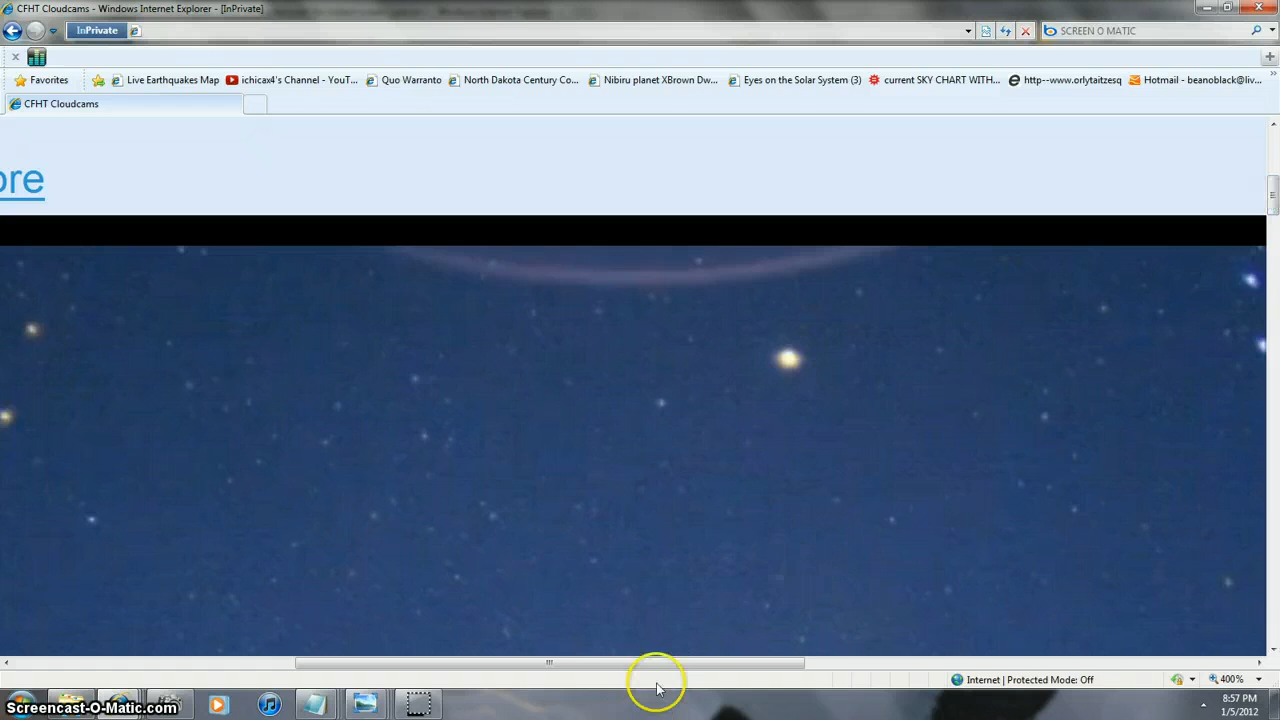 CFHT Cloudcams - Windows Internet Explorer - [InPrivate]
InPrivate
SCREEN O MATIC
Favorites
Live Earthquakes Map
ichicax4's Channel - YouT...
Quo Warranto
North Dakota Century Co...
Nibiru planet XBrown Dw...
Eyes on the Solar System (3)
current SKY CHART WITH...
http--www.orlytaitzesq
Hotmail - beanoblack@liv...
CFHT Cloudcams
ore
Internet | Protected Mode: Off
400%
Screencast-O-Matic.com
8:57 PM
1/5/2012